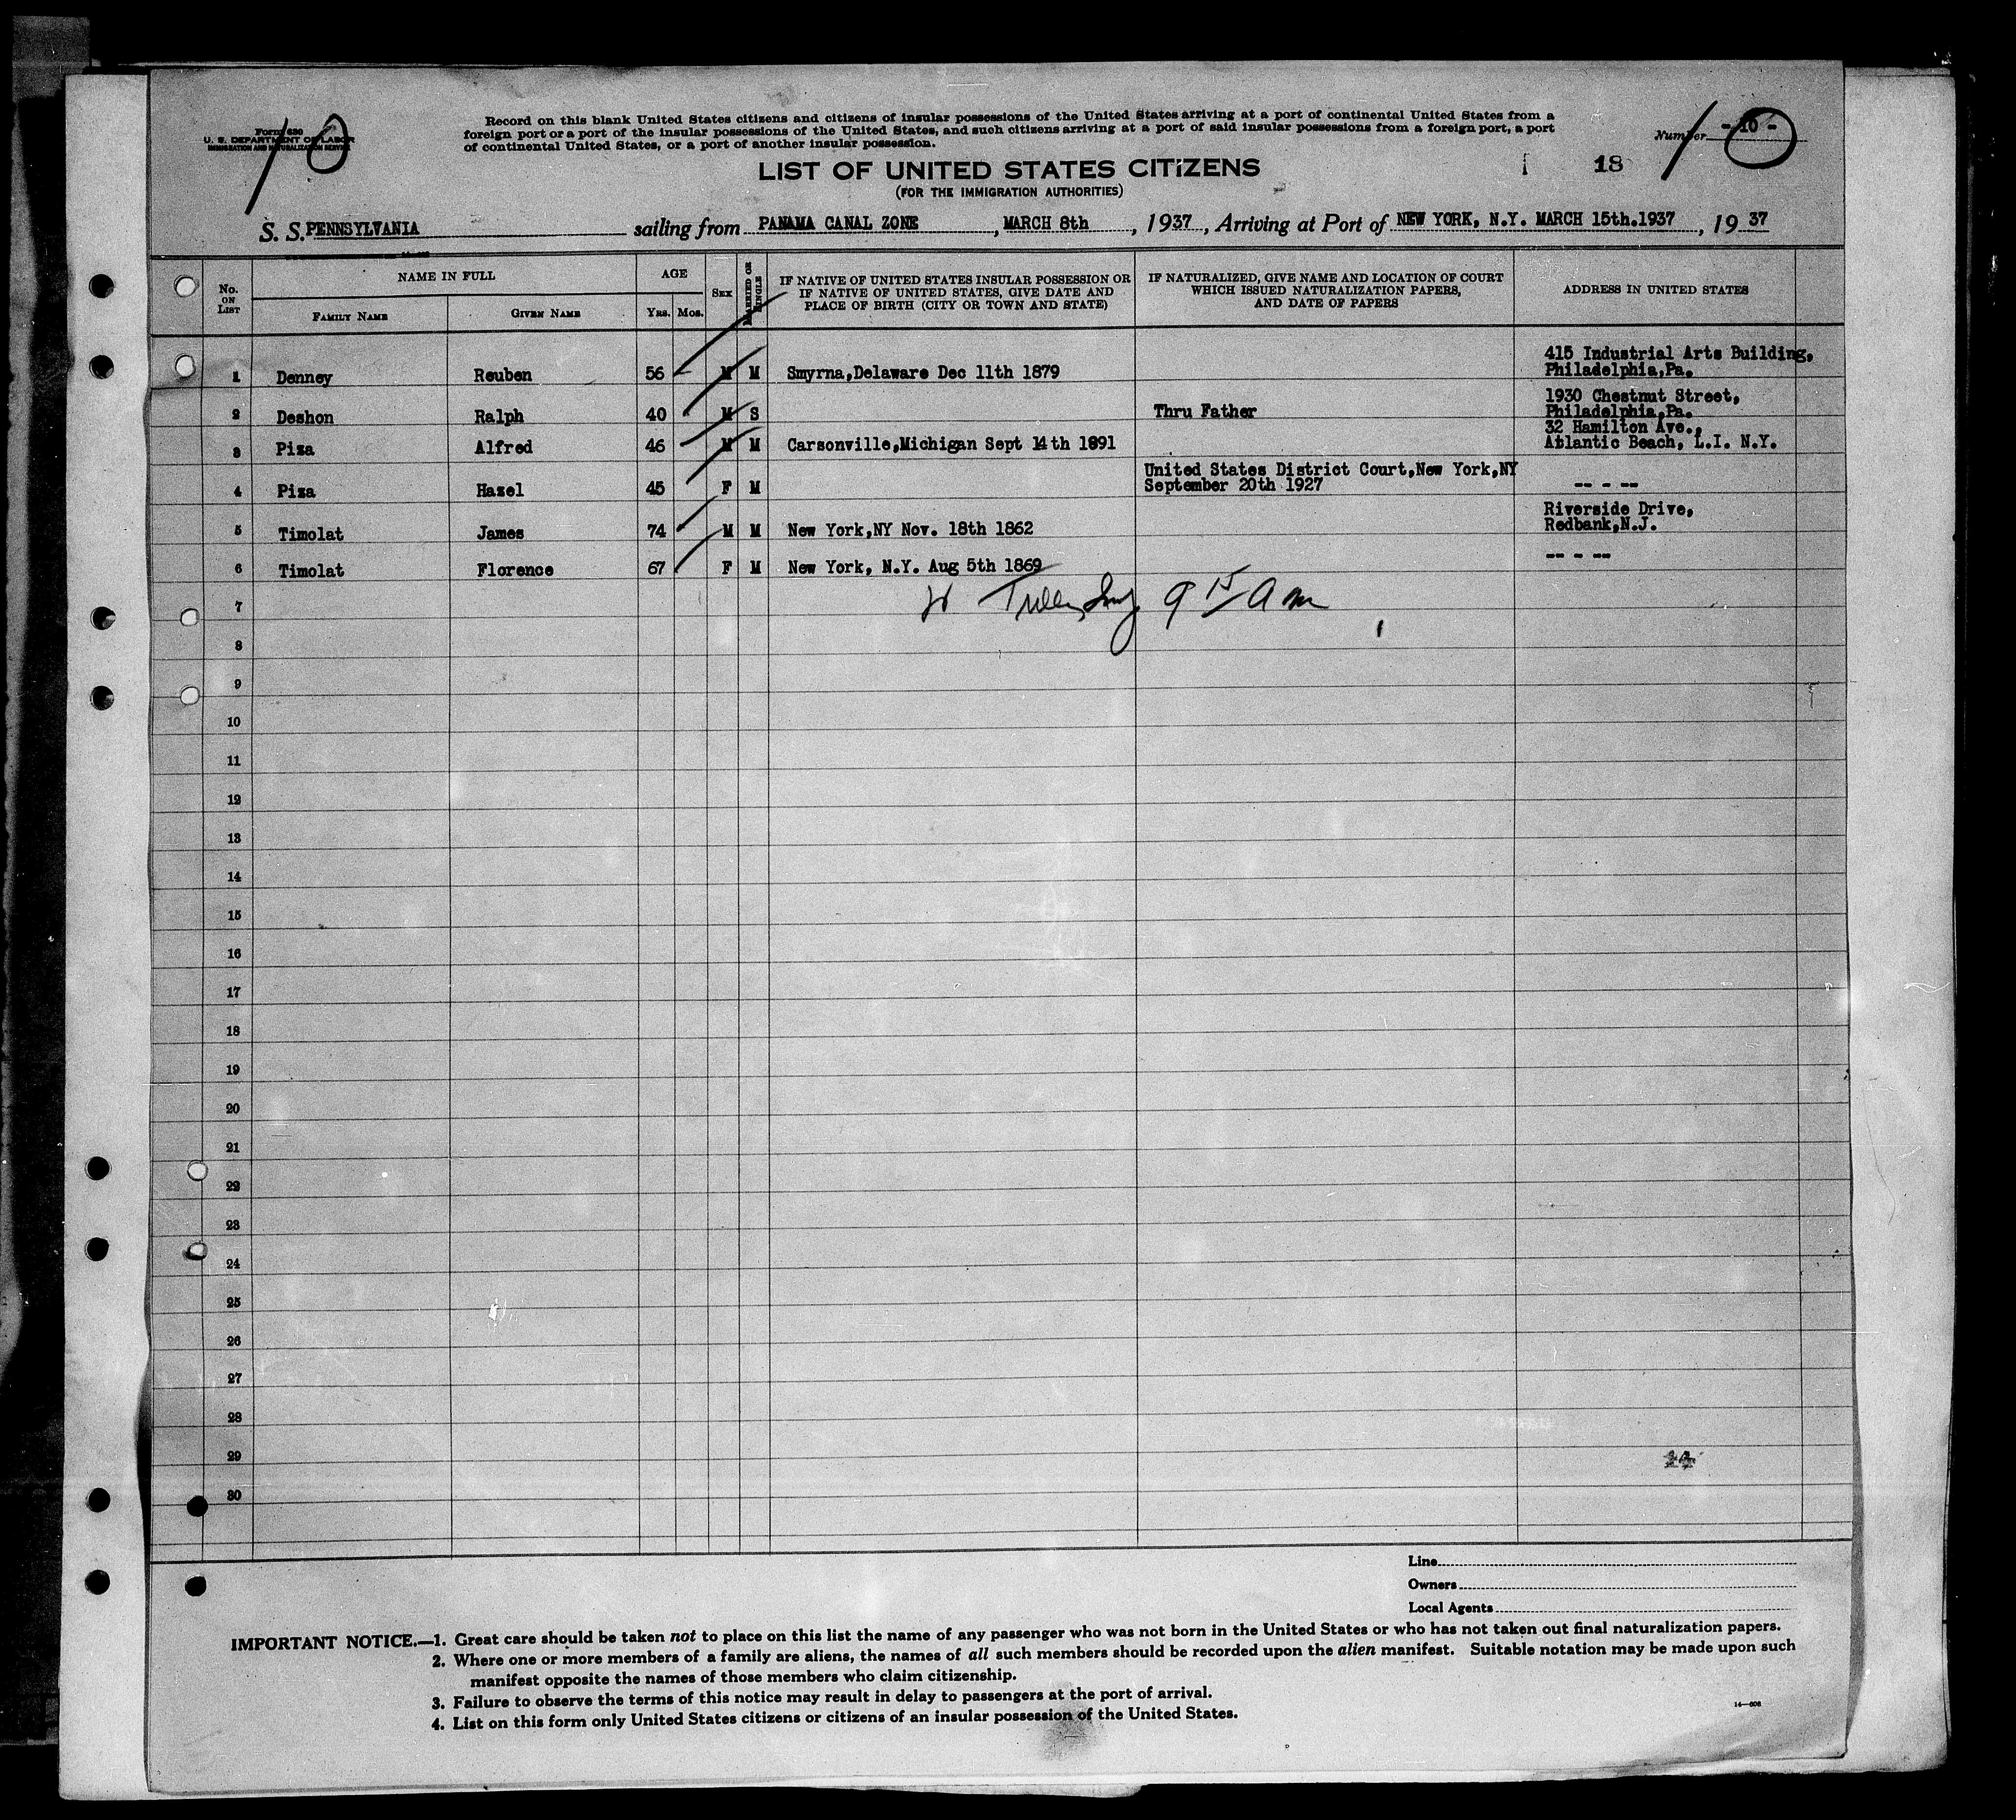 Form 630
U. S. DEPARTMENT OF LABOR
IMMIGRATION AND NATURALIZATION SERVICE
10
Record on this blank United States citizens and citizens of insular possessions of the United States arriving at a port of continental United States from a
foreign port or a port of the insular possessions of the United States, and such citizens arriving at a port of said insular possessions from a foreign port, a port
of continental United States, or a port of another insular possession.
Number - 10 -
10
18
LIST OF UNITED STATES CITIZENS
(FOR THE IMMIGRATION AUTHORITIES)
S. S. PENNSYLVANIA sailing from PANAMA CANAL ZONE, MARCH 8th, 1937, Arriving at Port of NEW YORK, N.Y. MARCH 15th.1937, 19 37
No. ON LIST NAME IN FULL AGE SEX MARRIED OR SINGLE IF NATIVE OF UNITED STATES INSULAR POSSESSION OR IF NATIVE OF UNITED STATES, GIVE DATE AND PLACE OF BIRTH (CITY OR TOWN AND STATE) IF NATURALIZED, GIVE NAME AND LOCATION OF COURT WHICH ISSUED NATURALIZATION PAPERS, AND DATE OF PAPERS ADDRESS IN UNITED STATES
FAMILY NAME GIVEN NAME YRS. MOS.
415 Industrial Arts Building,
1 Denney Reuben 56 M M Smyrna,Delaware Dec 11th 1879 Philadelphia,Pa.
1930 Chestnut Street,
2 Deshon Ralph 40 M S Thru Father Philadelphia,Pa.
32 Hamilton Ave.,
3 Piza Alfred 46 M M Carsonville,Michigan Sept 14th 1891 Atlantic Beach, L.I. N.Y.
United States District Court,New York,NY
4 Piza Hazel 45 F M September 20th 1927 -- - --
Riverside Drive,
5 Timolat James 74 M M New York,NY Nov. 18th 1862 Redbank,N.J.
6 Timolat Florence 67 F M New York, N.Y. Aug 5th 1869 -- - --
7 9 15 am
8
9
10
11
12
13
14
15
16
17
18
19
20
21
22
23
24
25
26
27
28
29
30
Line
Owners
Local Agents
IMPORTANT NOTICE.—1. Great care should be taken not to place on this list the name of any passenger who was not born in the United States or who has not taken out final naturalization papers.
2. Where one or more members of a family are aliens, the names of all such members should be recorded upon the alien manifest. Suitable notation may be made upon such
manifest opposite the names of those members who claim citizenship.
3. Failure to observe the terms of this notice may result in delay to passengers at the port of arrival.
4. List on this form only United States citizens or citizens of an insular possession of the United States.
14—608